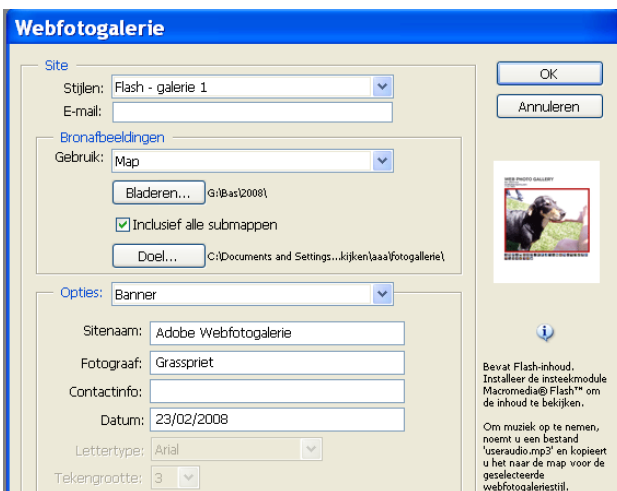 Webfotogalerie
Site
Stijlen: Flash - galerie 1
E-mail:
Bronafbeeldingen
Gebruik: Map
Bladeren... G:\Bas\2008\
Inclusief alle submappen
Doel... C:\Documents and Settings...kijken\aaa\fotogallerie\
Opties: Banner
Sitenaam: Adobe Webfotogalerie
Fotograaf: Grasspriet
Contactinfo:
Datum: 23/02/2008
Lettertype: Arial
Tekengrootte: 3
OK
Annuleren
WEB PHOTO GALLERY
Bevat Flash-inhoud.
Installeer de insteekmodule
Macromedia® Flash™ om
de inhoud te bekijken.
Om muziek op te nemen,
noemt u een bestand
'useraudio.mp3' en kopieert
u het naar de map voor de
geselecteerde
webfotogaleriestijl.